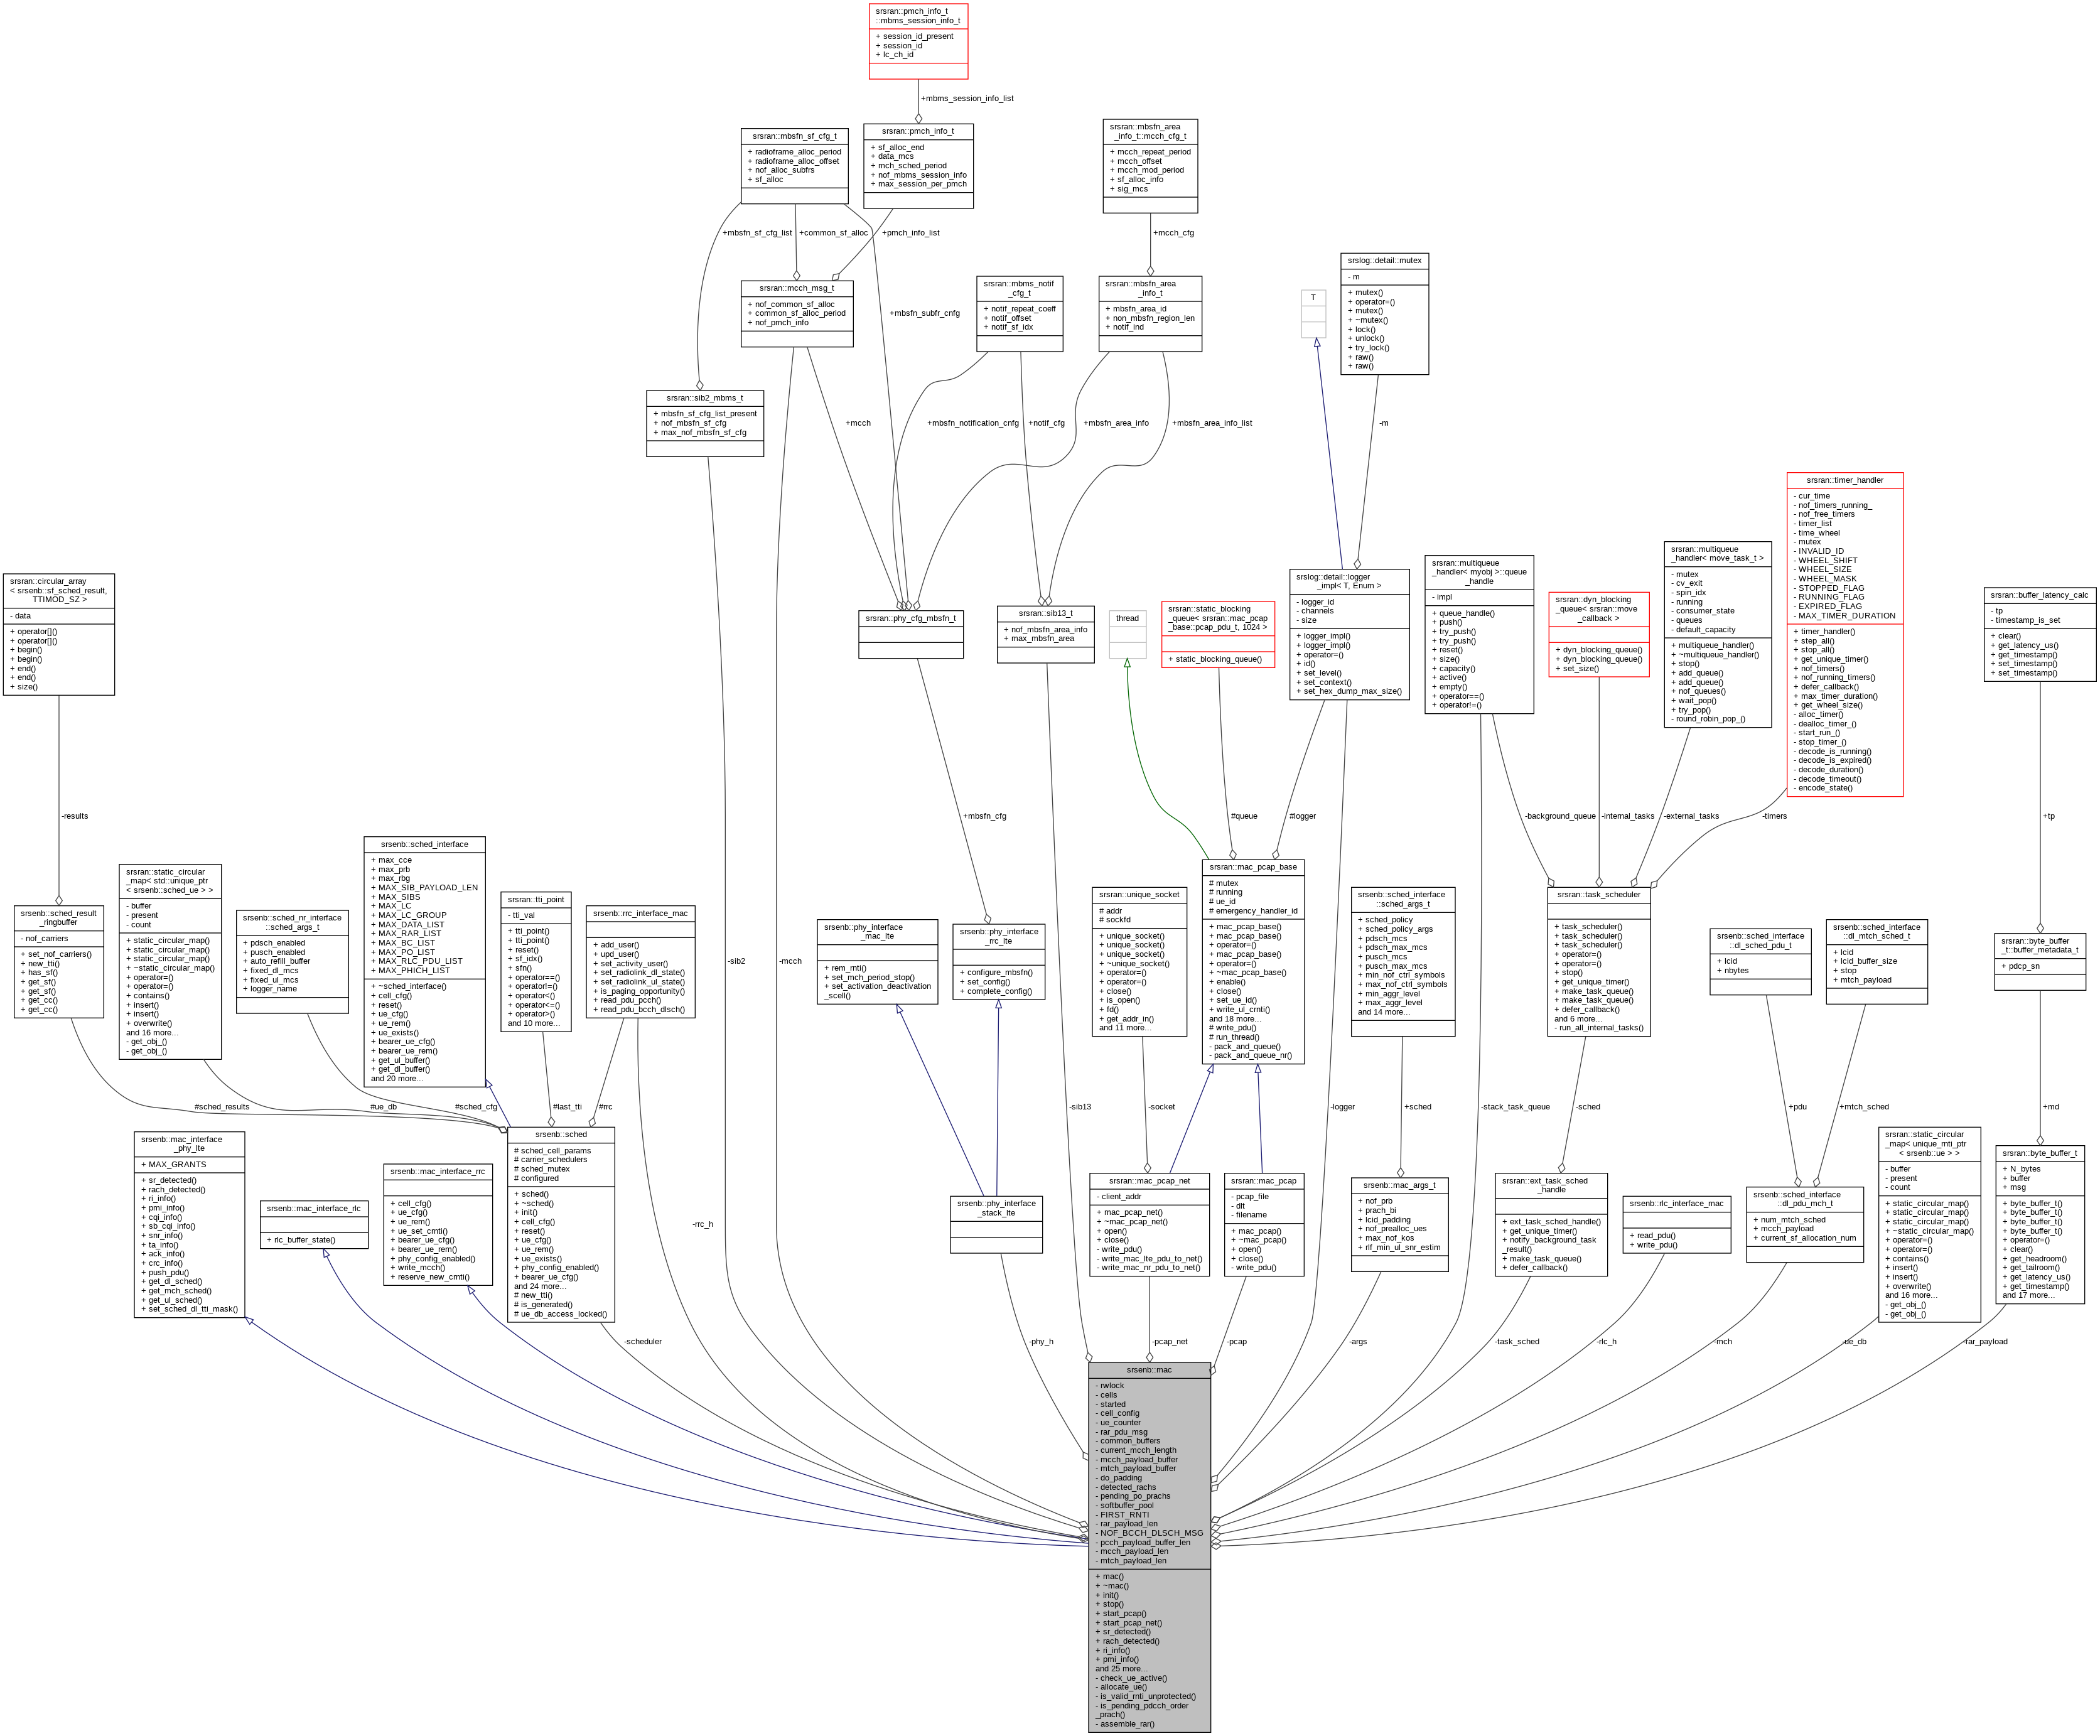 srsran::pmch_info_t
::mbms_session_info_t
+ session_id_present
+ session_id
+ lc_ch_id
+mbms_session_info_list
srsran::mbsfn_sf_cfg_t
+ radioframe_alloc_period
+ radioframe_alloc_offset
+ nof_alloc_subfrs
+ sf_alloc
srsran::pmch_info_t
+ sf_alloc_end
+ data_mcs
+ mch_sched_period
+ nof_mbms_session_info
+ max_session_per_pmch
srsran::mbsfn_area
_info_t::mcch_cfg_t
+ mcch_repeat_period
+ mcch_offset
+ mcch_mod_period
+ sf_alloc_info
+ sig_mcs
+mbsfn_sf_cfg_list
+common_sf_alloc
+pmch_info_list
+mcch_cfg
srslog::detail::mutex
- m
+ mutex()
+ operator=()
+ mutex()
+ ~mutex()
+ lock()
+ unlock()
+ try_lock()
+ raw()
+ raw()
T
srsran::mcch_msg_t
+ nof_common_sf_alloc
+ common_sf_alloc_period
+ nof_pmch_info
+mbsfn_subfr_cnfg
srsran::mbms_notif
_cfg_t
+ notif_repeat_coeff
+ notif_offset
+ notif_sf_idx
srsran::mbsfn_area
_info_t
+ mbsfn_area_id
+ non_mbsfn_region_len
+ notif_ind
srsran::sib2_mbms_t
+ mbsfn_sf_cfg_list_present
+ nof_mbsfn_sf_cfg
+ max_nof_mbsfn_sf_cfg
+mcch
+mbsfn_notification_cnfg
+notif_cfg
+mbsfn_area_info
+mbsfn_area_info_list
-m
srsran::timer_handler
- cur_time
- nof_timers_running_
- nof_free_timers
- timer_list
- time_wheel
- mutex
- INVALID_ID
- WHEEL_SHIFT
- WHEEL_SIZE
- WHEEL_MASK
- STOPPED_FLAG
- RUNNING_FLAG
- EXPIRED_FLAG
- MAX_TIMER_DURATION
+ timer_handler()
+ step_all()
+ stop_all()
+ get_unique_timer()
+ nof_timers()
+ nof_running_timers()
+ defer_callback()
+ max_timer_duration()
+ get_wheel_size()
- alloc_timer()
- dealloc_timer_()
- start_run_()
- stop_timer_()
- decode_is_running()
- decode_is_expired()
- decode_duration()
- decode_timeout()
- encode_state()
srsran::circular_array
< srsenb::sf_sched_result,
TTIMOD_SZ >
- data
+ operator[]()
+ operator[]()
+ begin()
+ begin()
+ end()
+ end()
+ size()
srsran::phy_cfg_mbsfn_t
srsran::sib13_t
+ nof_mbsfn_area_info
+ max_mbsfn_area
thread
srsran::static_blocking
_queue< srsran::mac_pcap
_base::pcap_pdu_t, 1024 >
+ static_blocking_queue()
srslog::detail::logger
_impl< T, Enum >
- logger_id
- channels
- size
+ logger_impl()
+ logger_impl()
+ operator=()
+ id()
+ set_level()
+ set_context()
+ set_hex_dump_max_size()
srsran::multiqueue
_handler< myobj >::queue
_handle
- impl
+ queue_handle()
+ push()
+ try_push()
+ try_push()
+ reset()
+ size()
+ capacity()
+ active()
+ empty()
+ operator==()
+ operator!=()
srsran::dyn_blocking
_queue< srsran::move
_callback >
+ dyn_blocking_queue()
+ dyn_blocking_queue()
+ set_size()
srsran::multiqueue
_handler< move_task_t >
- mutex
- cv_exit
- spin_idx
- running
- consumer_state
- queues
- default_capacity
+ multiqueue_handler()
+ ~multiqueue_handler()
+ stop()
+ add_queue()
+ add_queue()
+ nof_queues()
+ wait_pop()
+ try_pop()
- round_robin_pop_()
srsran::buffer_latency_calc
- tp
- timestamp_is_set
+ clear()
+ get_latency_us()
+ get_timestamp()
+ set_timestamp()
+ set_timestamp()
-results
+mbsfn_cfg
#queue
#logger
-background_queue
-internal_tasks
-external_tasks
-timers
+tp
srsenb::sched_result
_ringbuffer
- nof_carriers
+ set_nof_carriers()
+ new_tti()
+ has_sf()
+ get_sf()
+ get_sf()
+ get_cc()
+ get_cc()
srsran::static_circular
_map< std::unique_ptr
< srsenb::sched_ue > >
- buffer
- present
- count
+ static_circular_map()
+ static_circular_map()
+ static_circular_map()
+ ~static_circular_map()
+ operator=()
+ operator=()
+ contains()
+ insert()
+ insert()
+ overwrite()
and 16 more...
- get_obj_()
- get_obj_()
srsenb::sched_nr_interface
::sched_args_t
+ pdsch_enabled
+ pusch_enabled
+ auto_refill_buffer
+ fixed_dl_mcs
+ fixed_ul_mcs
+ logger_name
srsenb::sched_interface
+ max_cce
+ max_prb
+ max_rbg
+ MAX_SIB_PAYLOAD_LEN
+ MAX_SIBS
+ MAX_LC
+ MAX_LC_GROUP
+ MAX_DATA_LIST
+ MAX_RAR_LIST
+ MAX_BC_LIST
+ MAX_PO_LIST
+ MAX_RLC_PDU_LIST
+ MAX_PHICH_LIST
+ ~sched_interface()
+ cell_cfg()
+ reset()
+ ue_cfg()
+ ue_rem()
+ ue_exists()
+ bearer_ue_cfg()
+ bearer_ue_rem()
+ get_ul_buffer()
+ get_dl_buffer()
and 20 more...
srsran::tti_point
- tti_val
+ tti_point()
+ tti_point()
+ reset()
+ sf_idx()
+ sfn()
+ operator==()
+ operator!=()
+ operator<()
+ operator<=()
+ operator>()
and 10 more...
srsenb::rrc_interface_mac
+ add_user()
+ upd_user()
+ set_activity_user()
+ set_radiolink_dl_state()
+ set_radiolink_ul_state()
+ is_paging_opportunity()
+ read_pdu_pcch()
+ read_pdu_bcch_dlsch()
srsenb::phy_interface
_mac_lte
+ rem_rnti()
+ set_mch_period_stop()
+ set_activation_deactivation
_scell()
srsenb::phy_interface
_rrc_lte
+ configure_mbsfn()
+ set_config()
+ complete_config()
srsran::unique_socket
# addr
# sockfd
+ unique_socket()
+ unique_socket()
+ unique_socket()
+ ~unique_socket()
+ operator=()
+ operator=()
+ close()
+ is_open()
+ fd()
+ get_addr_in()
and 11 more...
srsran::mac_pcap_base
# mutex
# running
# ue_id
# emergency_handler_id
+ mac_pcap_base()
+ mac_pcap_base()
+ operator=()
+ mac_pcap_base()
+ operator=()
+ ~mac_pcap_base()
+ enable()
+ close()
+ set_ue_id()
+ write_ul_crnti()
and 18 more...
# write_pdu()
# run_thread()
- pack_and_queue()
- pack_and_queue_nr()
srsenb::sched_interface
::sched_args_t
+ sched_policy
+ sched_policy_args
+ pdsch_mcs
+ pdsch_max_mcs
+ pusch_mcs
+ pusch_max_mcs
+ min_nof_ctrl_symbols
+ max_nof_ctrl_symbols
+ min_aggr_level
+ max_aggr_level
and 14 more...
srsran::task_scheduler
+ task_scheduler()
+ task_scheduler()
+ task_scheduler()
+ operator=()
+ operator=()
+ stop()
+ get_unique_timer()
+ make_task_queue()
+ make_task_queue()
+ defer_callback()
and 6 more...
- run_all_internal_tasks()
srsenb::sched_interface
::dl_sched_pdu_t
+ lcid
+ nbytes
srsenb::sched_interface
::dl_mtch_sched_t
+ lcid
+ lcid_buffer_size
+ stop
+ mtch_payload
srsran::byte_buffer
_t::buffer_metadata_t
+ pdcp_sn
#sched_results
#ue_db
#sched_cfg
#last_tti
#rrc
-sib2
-mcch
-sib13
-socket
-logger
+sched
-stack_task_queue
-sched
+pdu
+mtch_sched
+md
srsenb::mac_interface
_phy_lte
+ MAX_GRANTS
+ sr_detected()
+ rach_detected()
+ ri_info()
+ pmi_info()
+ cqi_info()
+ sb_cqi_info()
+ snr_info()
+ ta_info()
+ ack_info()
+ crc_info()
+ push_pdu()
+ get_dl_sched()
+ get_mch_sched()
+ get_ul_sched()
+ set_sched_dl_tti_mask()
srsenb::mac_interface_rlc
+ rlc_buffer_state()
srsenb::mac_interface_rrc
+ cell_cfg()
+ ue_cfg()
+ ue_rem()
+ ue_set_crnti()
+ bearer_ue_cfg()
+ bearer_ue_rem()
+ phy_config_enabled()
+ write_mcch()
+ reserve_new_crnti()
srsenb::sched
# sched_cell_params
# carrier_schedulers
# sched_mutex
# configured
+ sched()
+ ~sched()
+ init()
+ cell_cfg()
+ reset()
+ ue_cfg()
+ ue_rem()
+ ue_exists()
+ phy_config_enabled()
+ bearer_ue_cfg()
and 24 more...
# new_tti()
# is_generated()
# ue_db_access_locked()
-rrc_h
srsenb::phy_interface
_stack_lte
srsran::mac_pcap_net
- client_addr
+ mac_pcap_net()
+ ~mac_pcap_net()
+ open()
+ close()
- write_pdu()
- write_mac_lte_pdu_to_net()
- write_mac_nr_pdu_to_net()
srsran::mac_pcap
- pcap_file
- dlt
- filename
+ mac_pcap()
+ ~mac_pcap()
+ open()
+ close()
- write_pdu()
srsenb::mac_args_t
+ nof_prb
+ prach_bi
+ lcid_padding
+ nof_prealloc_ues
+ max_nof_kos
+ rlf_min_ul_snr_estim
srsran::ext_task_sched
_handle
+ ext_task_sched_handle()
+ get_unique_timer()
+ notify_background_task
_result()
+ make_task_queue()
+ defer_callback()
srsenb::rlc_interface_mac
+ read_pdu()
+ write_pdu()
srsenb::sched_interface
::dl_pdu_mch_t
+ num_mtch_sched
+ mcch_payload
+ current_sf_allocation_num
srsran::static_circular
_map< unique_rnti_ptr
< srsenb::ue > >
- buffer
- present
- count
+ static_circular_map()
+ static_circular_map()
+ static_circular_map()
+ ~static_circular_map()
+ operator=()
+ operator=()
+ contains()
+ insert()
+ insert()
+ overwrite()
and 16 more...
- get_obj_()
- get_obj_()
srsran::byte_buffer_t
+ N_bytes
+ buffer
+ msg
+ byte_buffer_t()
+ byte_buffer_t()
+ byte_buffer_t()
+ byte_buffer_t()
+ operator=()
+ clear()
+ get_headroom()
+ get_tailroom()
+ get_latency_us()
+ get_timestamp()
and 17 more...
-scheduler
-phy_h
-pcap_net
-pcap
-args
-task_sched
-rlc_h
-mch
-ue_db
-rar_payload
srsenb::mac
- rwlock
- cells
- started
- cell_config
- ue_counter
- rar_pdu_msg
- common_buffers
- current_mcch_length
- mcch_payload_buffer
- mtch_payload_buffer
- do_padding
- detected_rachs
- pending_po_prachs
- softbuffer_pool
- FIRST_RNTI
- rar_payload_len
- NOF_BCCH_DLSCH_MSG
- pcch_payload_buffer_len
- mcch_payload_len
- mtch_payload_len
+ mac()
+ ~mac()
+ init()
+ stop()
+ start_pcap()
+ start_pcap_net()
+ sr_detected()
+ rach_detected()
+ ri_info()
+ pmi_info()
and 25 more...
- check_ue_active()
- allocate_ue()
- is_valid_rnti_unprotected()
- is_pending_pdcch_order
_prach()
- assemble_rar()